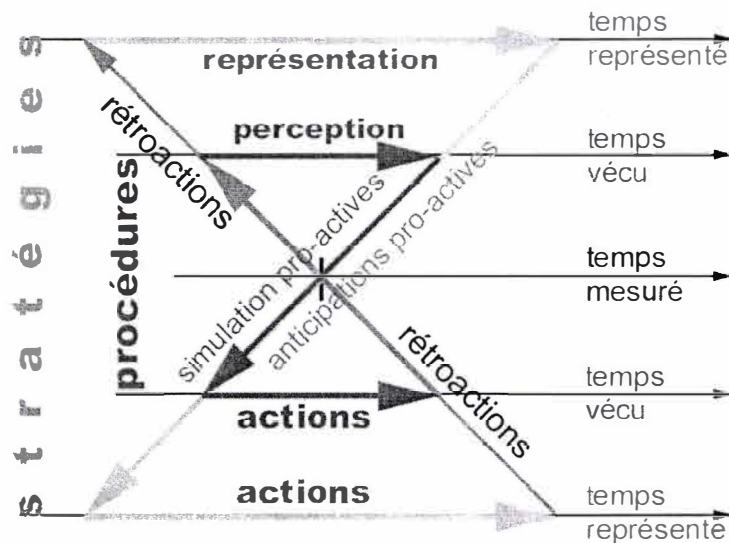 stratégies
procédures
temps
représenté
représentation
rétroactions
perception
temps
vécu
simulation pro-actives
anticipations pro-actives
temps
mesuré
rétroactions
actions
temps
vécu
actions
temps
représenté